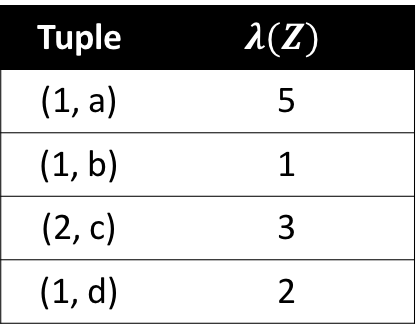 Tuple λ(Z)
(1, a) 5
(1, b) 1
(2, c) 3
(1, d) 2